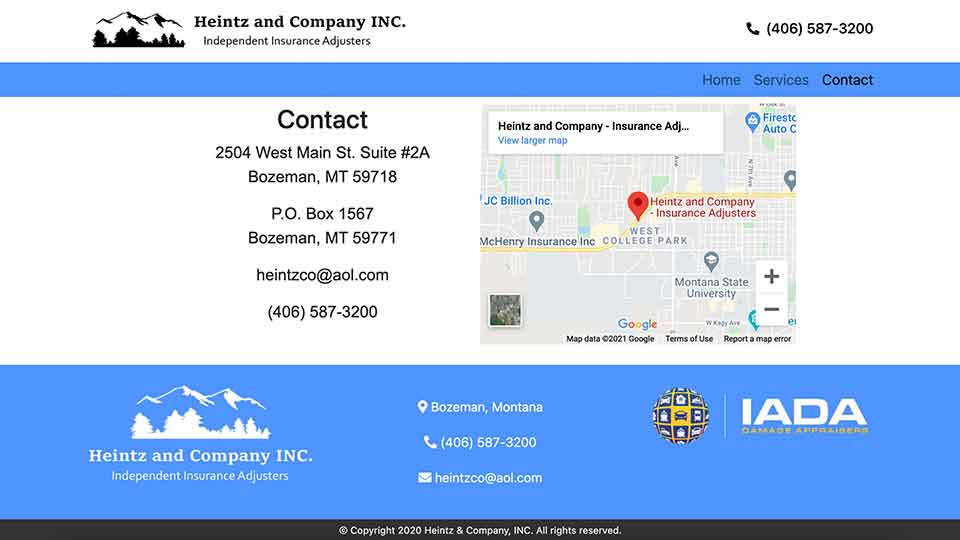 Heintz and Company INC.
Independent Insurance Adjusters
(406) 587-3200
Home Services Contact
Contact
2504 West Main St. Suite #2A
Bozeman, MT 59718
P.O. Box 1567
Bozeman, MT 59771
heintzco@aol.com
(406) 587-3200
Heintz and Company - Insurance Adj...
View larger map
Firesto
Auto C
N 7th Ave
JC Billion Inc.
Heintz and Company
- Insurance Adjusters
McHenry Insurance Inc
WEST
COLLEGE PARK
Montana State
University
W Kagy Ave
Google
Map data ©2021 Google Terms of Use Report a map error
Heintz and Company INC.
Independent Insurance Adjusters
Bozeman, Montana
(406) 587-3200
heintzco@aol.com
IADA
DAMAGE APPRAISERS
© Copyright 2020 Heintz & Company, INC. All rights reserved.